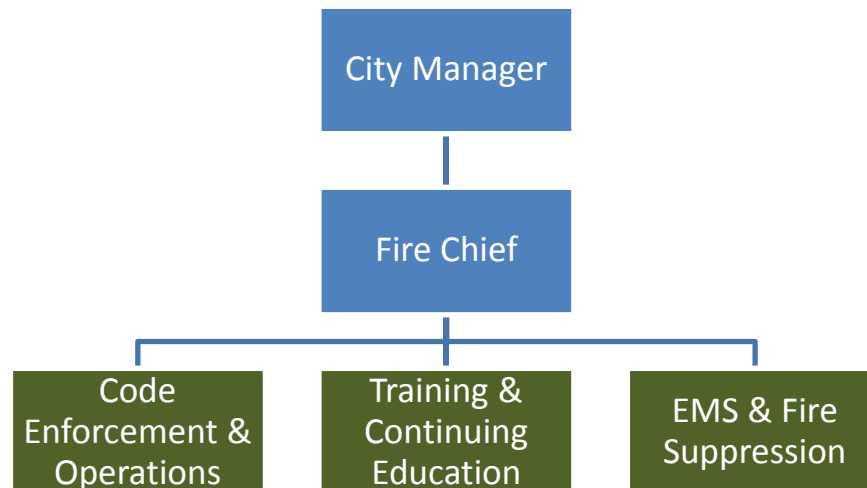 City Manager
Fire Chief
Code
Enforcement &
Operations
Training &
Continuing
Education
EMS & Fire
Suppression